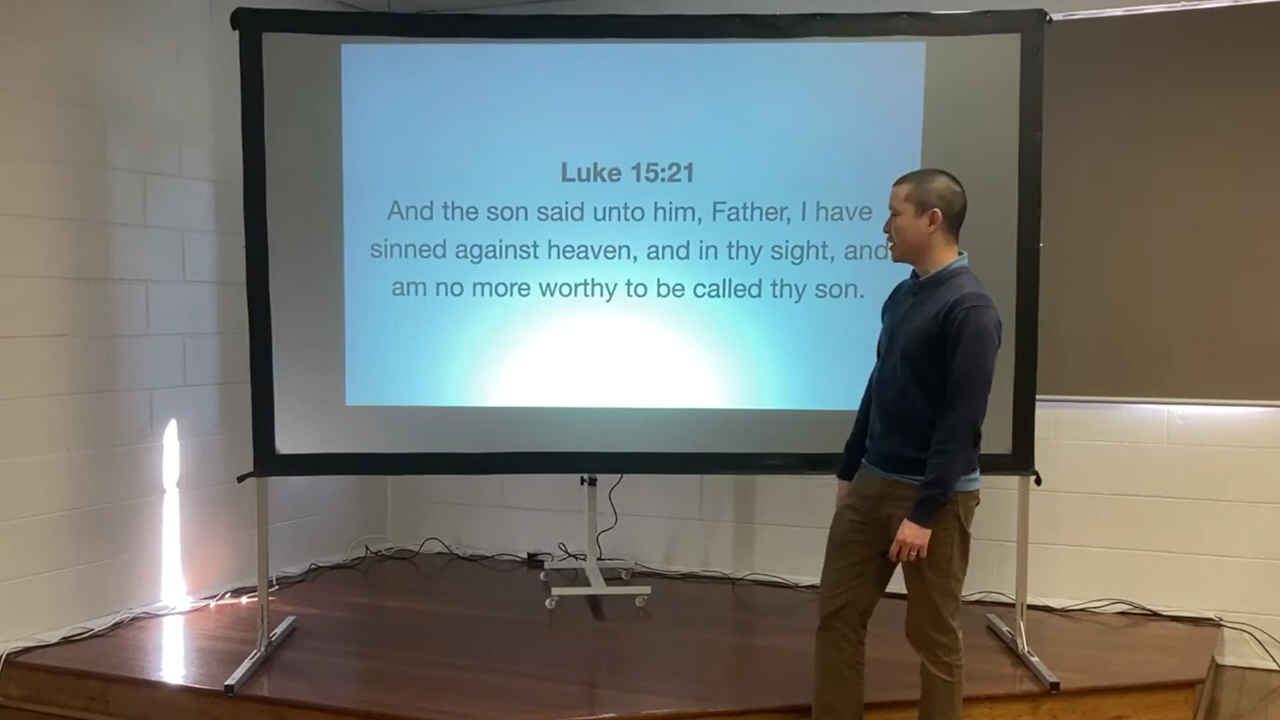 Luke 15:21
And the son said unto him, Father, I have
sinned against heaven, and in thy sight, and
am no more worthy to be called thy son.